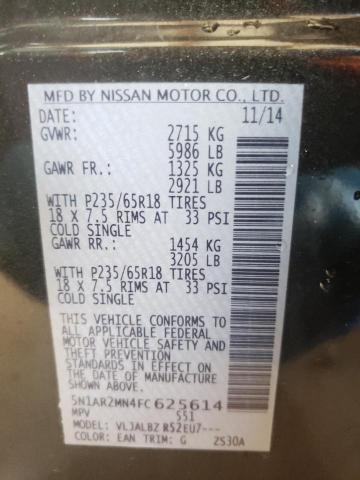 MFD BY NISSAN MOTOR CO., LTD.
DATE: 11/14
GVWR: 2715 KG
5986 LB
GAWR FR.: 1325 KG
2921 LB
WITH P235/65R18 TIRES
18 X 7.5 RIMS AT 33 PSI
COLD SINGLE
GAWR RR.: 1454 KG
3205 LB
WITH P235/65R18 TIRES
18 X 7.5 RIMS AT 33 PSI
COLD SINGLE
THIS VEHICLE CONFORMS TO
ALL APPLICABLE FEDERAL
MOTOR VEHICLE SAFETY AND
THEFT PREVENTION
STANDARDS IN EFFECT ON
THE DATE OF MANUFACTURE
SHOWN ABOVE.
5N1AR2MN4FC625614
MPV S51
MODEL: VLJALBZ R52EU7---
COLOR: EAN TRIM: G 2S30A